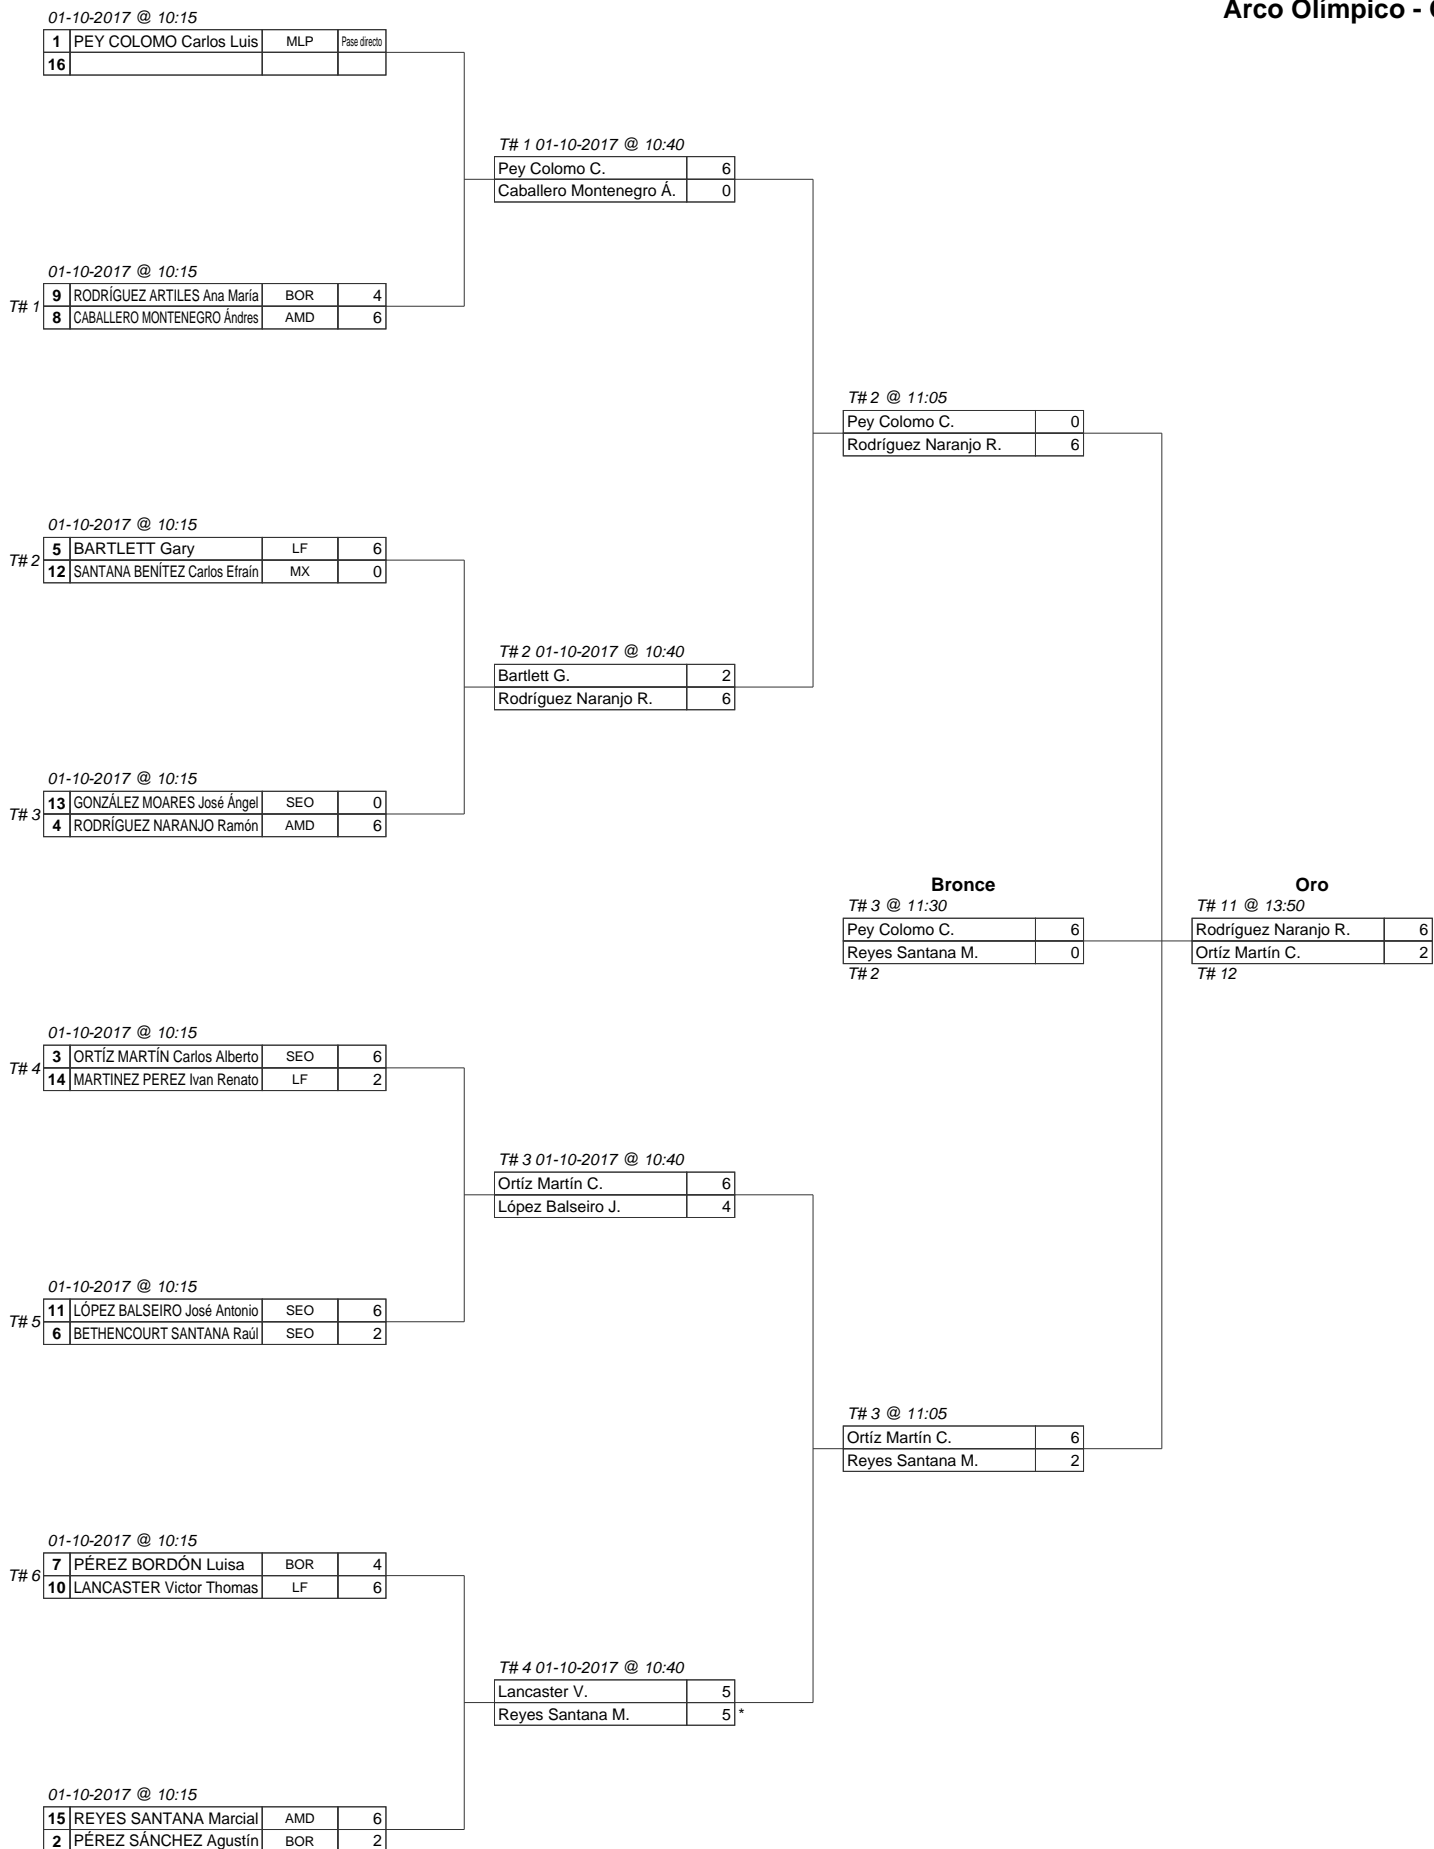 Arco Olímpico -
01-10-2017 @ 10:15
1 PEY COLOMO Carlos Luis MLP Pase directo
16
T# 1 01-10-2017 @ 10:40
Pey Colomo C. 6
Caballero Montenegro Á. 0
01-10-2017 @ 10:15
T# 1
9 RODRÍGUEZ ARTILES Ana María BOR 4
8 CABALLERO MONTENEGRO Ándres AMD 6
T# 2 @ 11:05
Pey Colomo C. 0
Rodríguez Naranjo R. 6
01-10-2017 @ 10:15
T# 2
5 BARTLETT Gary LF 6
12 SANTANA BENÍTEZ Carlos Efraín MX 0
T# 2 01-10-2017 @ 10:40
Bartlett G. 2
Rodríguez Naranjo R. 6
01-10-2017 @ 10:15
T# 3
13 GONZÁLEZ MOARES José Ángel SEO 0
4 RODRÍGUEZ NARANJO Ramón AMD 6
Bronce
T# 3 @ 11:30
Pey Colomo C. 6
Reyes Santana M. 0
T# 2
Oro
T# 11 @ 13:50
Rodríguez Naranjo R. 6
Ortíz Martín C. 2
T# 12
01-10-2017 @ 10:15
T# 4
3 ORTÍZ MARTÍN Carlos Alberto SEO 6
14 MARTINEZ PEREZ Ivan Renato LF 2
T# 3 01-10-2017 @ 10:40
Ortíz Martín C. 6
López Balseiro J. 4
01-10-2017 @ 10:15
T# 5
11 LÓPEZ BALSEIRO José Antonio SEO 6
6 BETHENCOURT SANTANA Raúl SEO 2
T# 3 @ 11:05
Ortíz Martín C. 6
Reyes Santana M. 2
01-10-2017 @ 10:15
T# 6
7 PÉREZ BORDÓN Luisa BOR 4
10 LANCASTER Victor Thomas LF 6
T# 4 01-10-2017 @ 10:40
Lancaster V. 5
Reyes Santana M. 5 *
01-10-2017 @ 10:15
15 REYES SANTANA Marcial AMD 6
2 PÉREZ SÁNCHEZ Agustín BOR 2